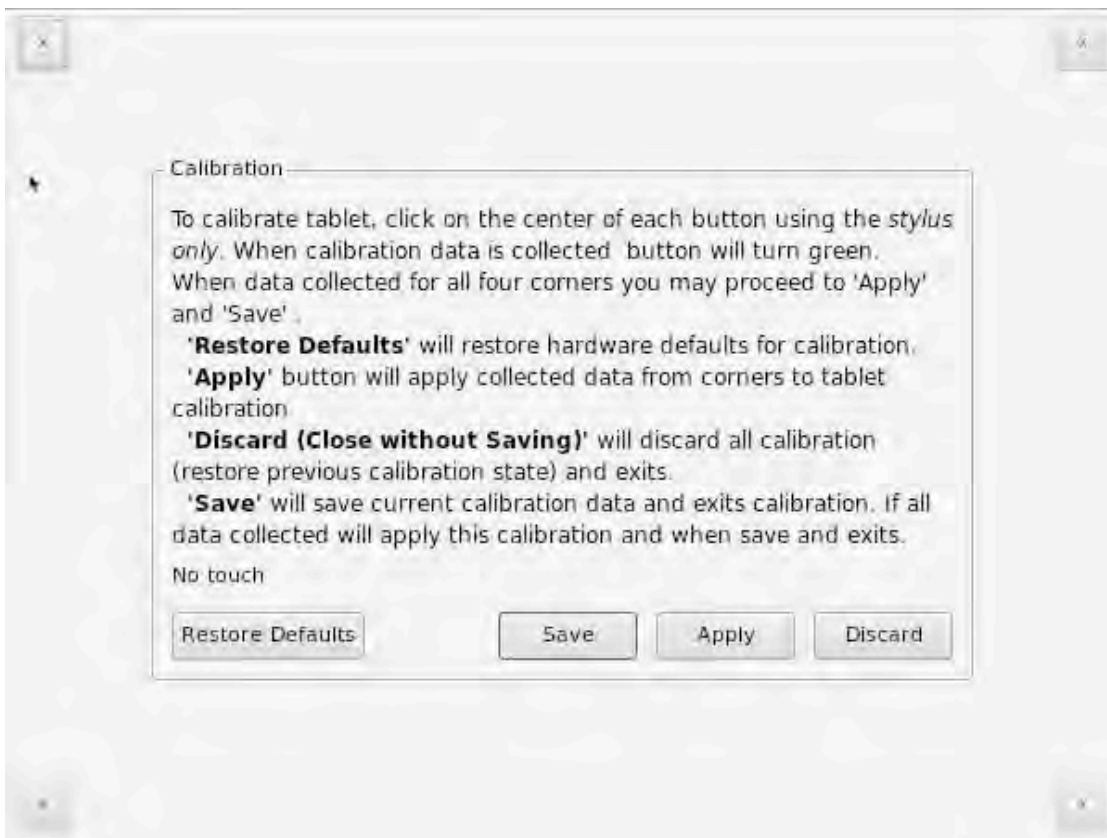 x x
Calibration
To calibrate tablet, click on the center of each button using the stylus
only. When calibration data is collected  button will turn green.
When data collected for all four corners you may proceed to 'Apply'
and 'Save' .
'Restore Defaults' will restore hardware defaults for calibration.
'Apply' button will apply collected data from corners to tablet
calibration
'Discard (Close without Saving)' will discard all calibration
(restore previous calibration state) and exits.
'Save' will save current calibration data and exits calibration. If all
data collected will apply this calibration and when save and exits.
No touch
Restore Defaults Save Apply Discard
x x